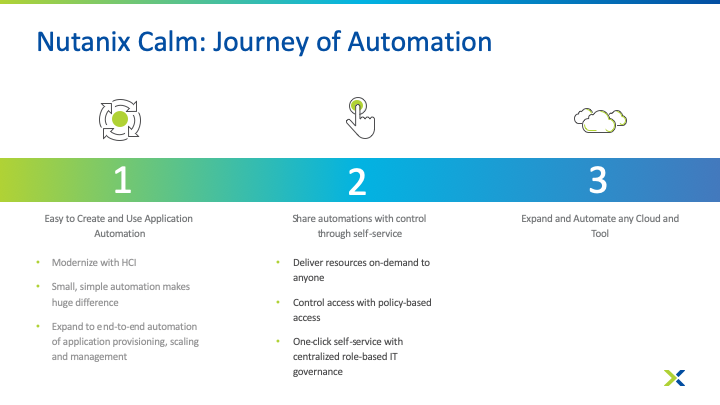 Nutanix Calm: Journey of Automation
1
2
3
Easy to Create and Use Application
Automation
• Modernize with HCI
• Small, simple automation makes
huge difference
• Expand to end-to-end automation
of application provisioning, scaling
and management
Share automations with control
through self-service
• Deliver resources on-demand to
anyone
• Control access with policy-based
access
• One-click self-service with
centralized role-based IT
governance
Expand and Automate any Cloud and
Tool